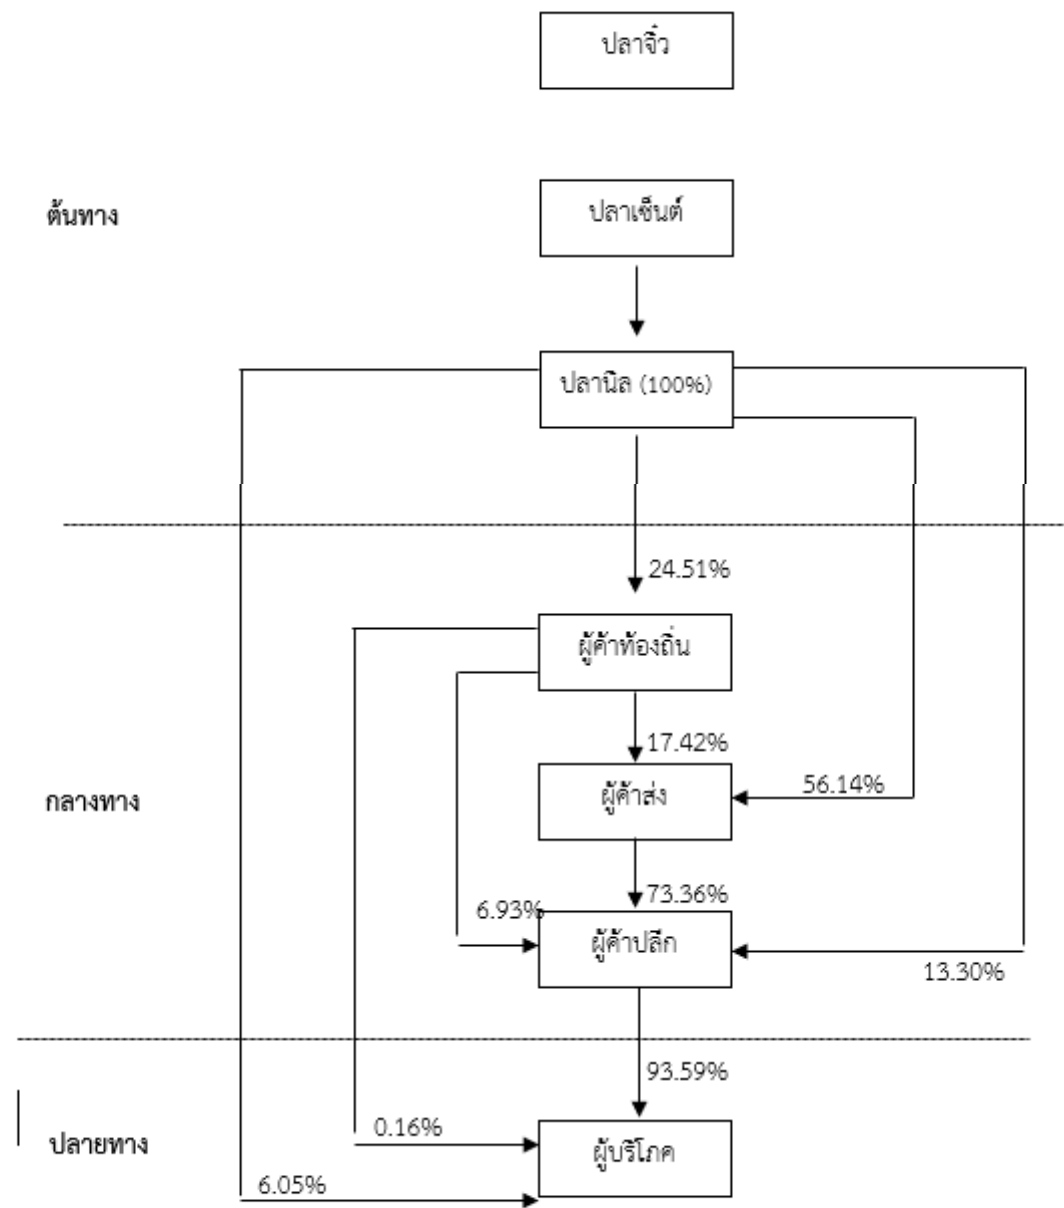 ปลาจิ๋ว
ต้นทาง
ปลาเซ็นต์
ปลานิล (100%)
24.51%
ผู้ค้าท้องถิ่น
17.42%
กลางทาง
ผู้ค้าส่ง
56.14%
73.36%
6.93%
ผู้ค้าปลีก
13.30%
93.59%
ปลายทาง
0.16%
ผู้บริโภค
6.05%